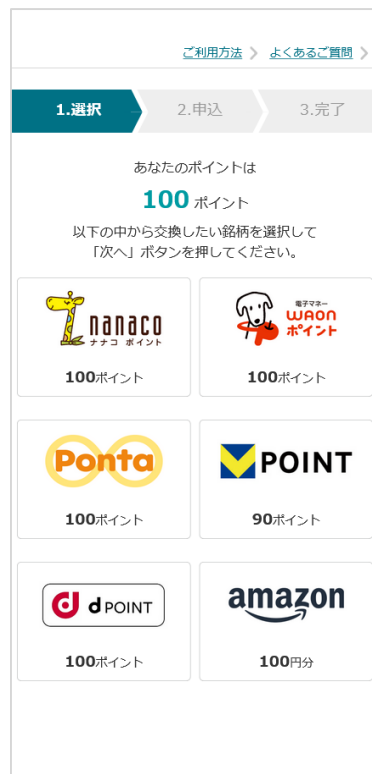 ご利用方法 よくあるご質問
1.選択 2.申込 3.完了
あなたのポイントは
100 ポイント
以下の中から交換したい銘柄を選択して
「次へ」ボタンを押してください。
nanaco
ナナコ ポイント
100ポイント
電子マネー
WAON
ポイント
100ポイント
Ponta
100ポイント
V POINT
90ポイント
d d POINT
100ポイント
amazon
100円分